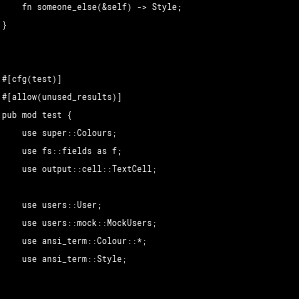 fn someone_else(&self) -> Style;
}
#[cfg(test)]
#[allow(unused_results)]
pub mod test {
use super::Colours;
use fs::fields as f;
use output::cell::TextCell;
use users::User;
use users::mock::MockUsers;
use ansi_term::Colour::*;
use ansi_term::Style;